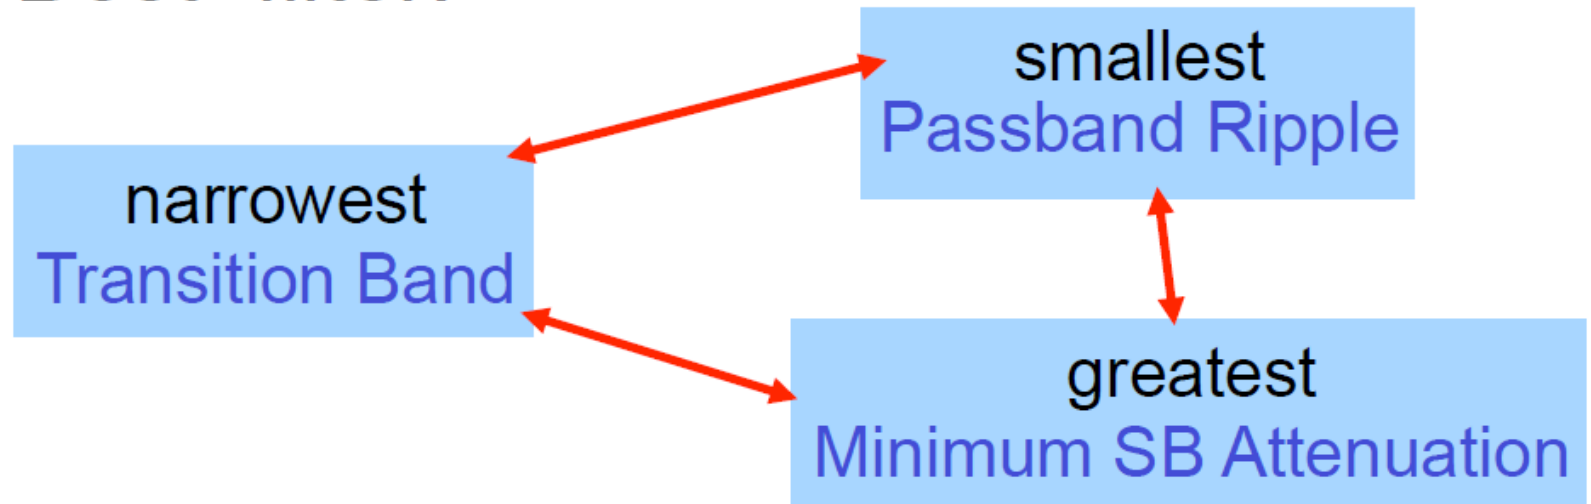 narrowest
Transition Band
smallest
Passband Ripple
greatest
Minimum SB Attenuation